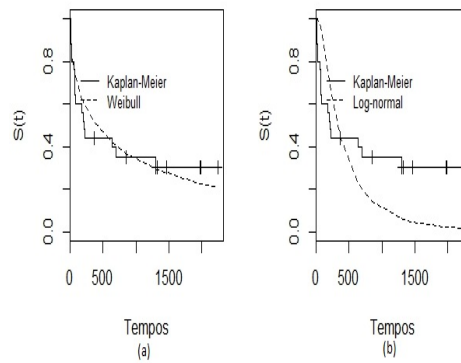 S(t)
0.8
0.4
0.0
Kaplan-Meier
Weibull
0 500 1500
Tempos
(a)
S(t)
0.8
0.4
0.0
Kaplan-Meier
Log-normal
0 500 1500
Tempos
(b)